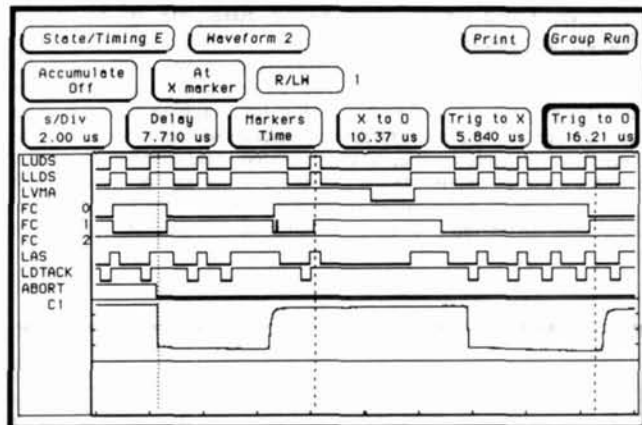 State/Timing E Waveform 2 Print Group Run
Accumulate Off At X marker R/LW 1
s/Div 2.00 us Delay 7.710 us Markers Time X to O 10.37 us Trig to X 5.840 us Trig to O 16.21 us
LUDS
LLDS
LVMA
FC 0
FC 1
FC 2
LAS
LDTACK
ABORT
C1